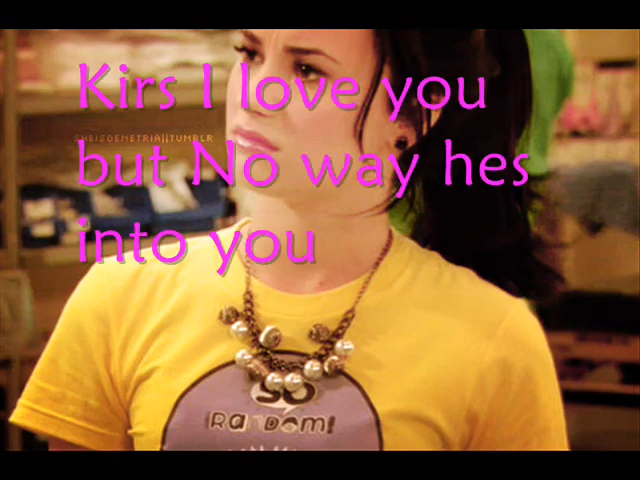 Kirs I love you
SHEISDEMETRIA||TUMBLR
but No way hes
into you
SO
RaNDOM!